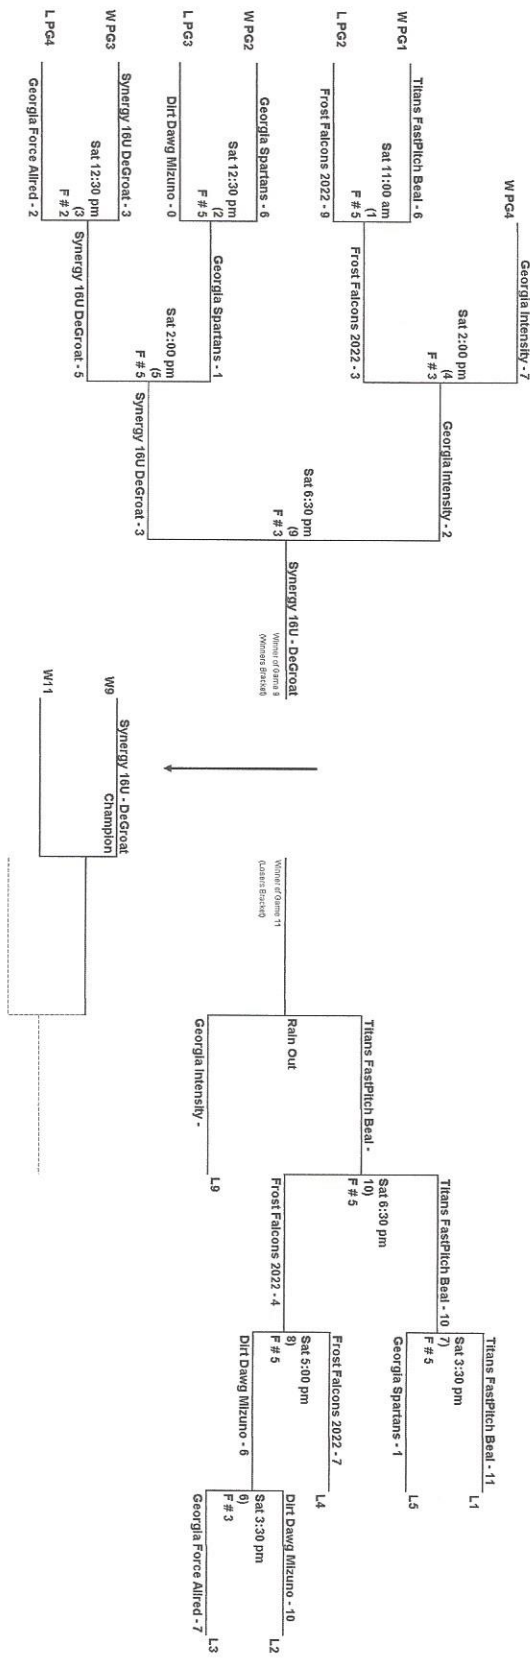 W PG4
Georgia Intensity - 7
Sat 2:00 pm
(4
F # 3
W PG1
Titans FastPitch Beal - 6
Sat 11:00 am
(1
F # 5
L PG2
Frost Falcons 2022 - 9
Frost Falcons 2022 - 3
Georgia Intensity - 2
Sat 6:30 pm
(9
F # 3
W PG2
Georgia Spartans - 6
Sat 12:30 pm
(2
F # 5
L PG3
Dirt Dawg Mizuno - 0
Georgia Spartans - 1
Sat 2:00 pm
(5
F # 5
W PG3
Synergy 16U DeGroat - 3
Sat 12:30 pm
(3
F # 2
L PG4
Georgia Force Allred - 2
Synergy 16U DeGroat - 5
Synergy 16U DeGroat - 3
Synergy 16U - DeGroat
Winner of Game 9
(Winners Bracket)
W9
Synergy 16U - DeGroat
Champion
W11
Winner of Game 11
(Losers Bracket)
Titans FastPitch Beal -
Rain Out
Georgia Intensity -
L9
Titans FastPitch Beal - 10
Sat 6:30 pm
10)
F # 5
Frost Falcons 2022 - 4
Titans FastPitch Beal - 11
L1
Sat 3:30 pm
7)
F # 5
Georgia Spartans - 1
L5
Frost Falcons 2022 - 7
L4
Sat 5:00 pm
8)
F # 5
Dirt Dawg Mizuno - 6
Dirt Dawg Mizuno - 10
L2
Sat 3:30 pm
6)
F # 3
Georgia Force Allred - 7
L3